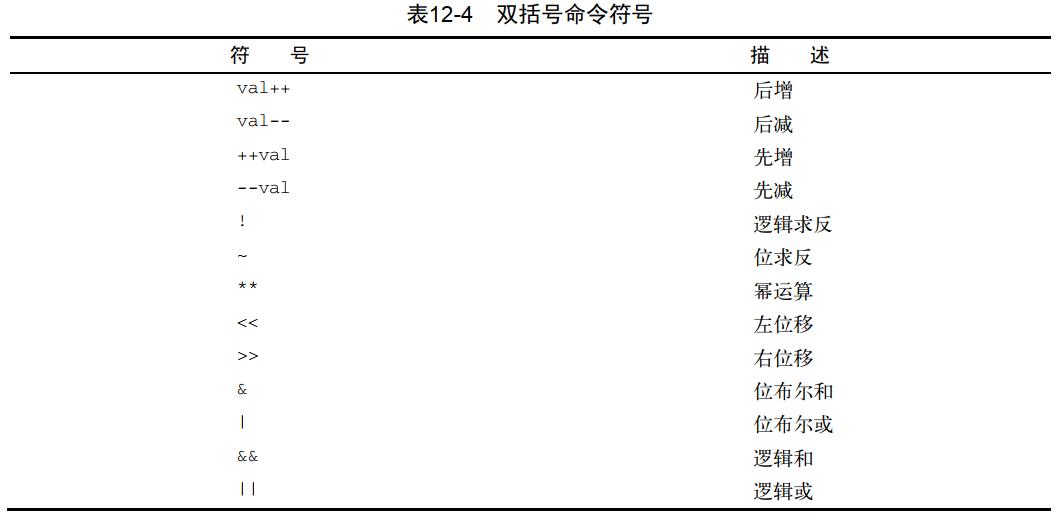 表12-4 双括号命令符号
符 号 描 述
val++ 后增
val-- 后减
++val 先增
--val 先减
! 逻辑求反
~ 位求反
** 幂运算
<< 左位移
>> 右位移
& 位布尔和
| 位布尔或
&& 逻辑和
|| 逻辑或